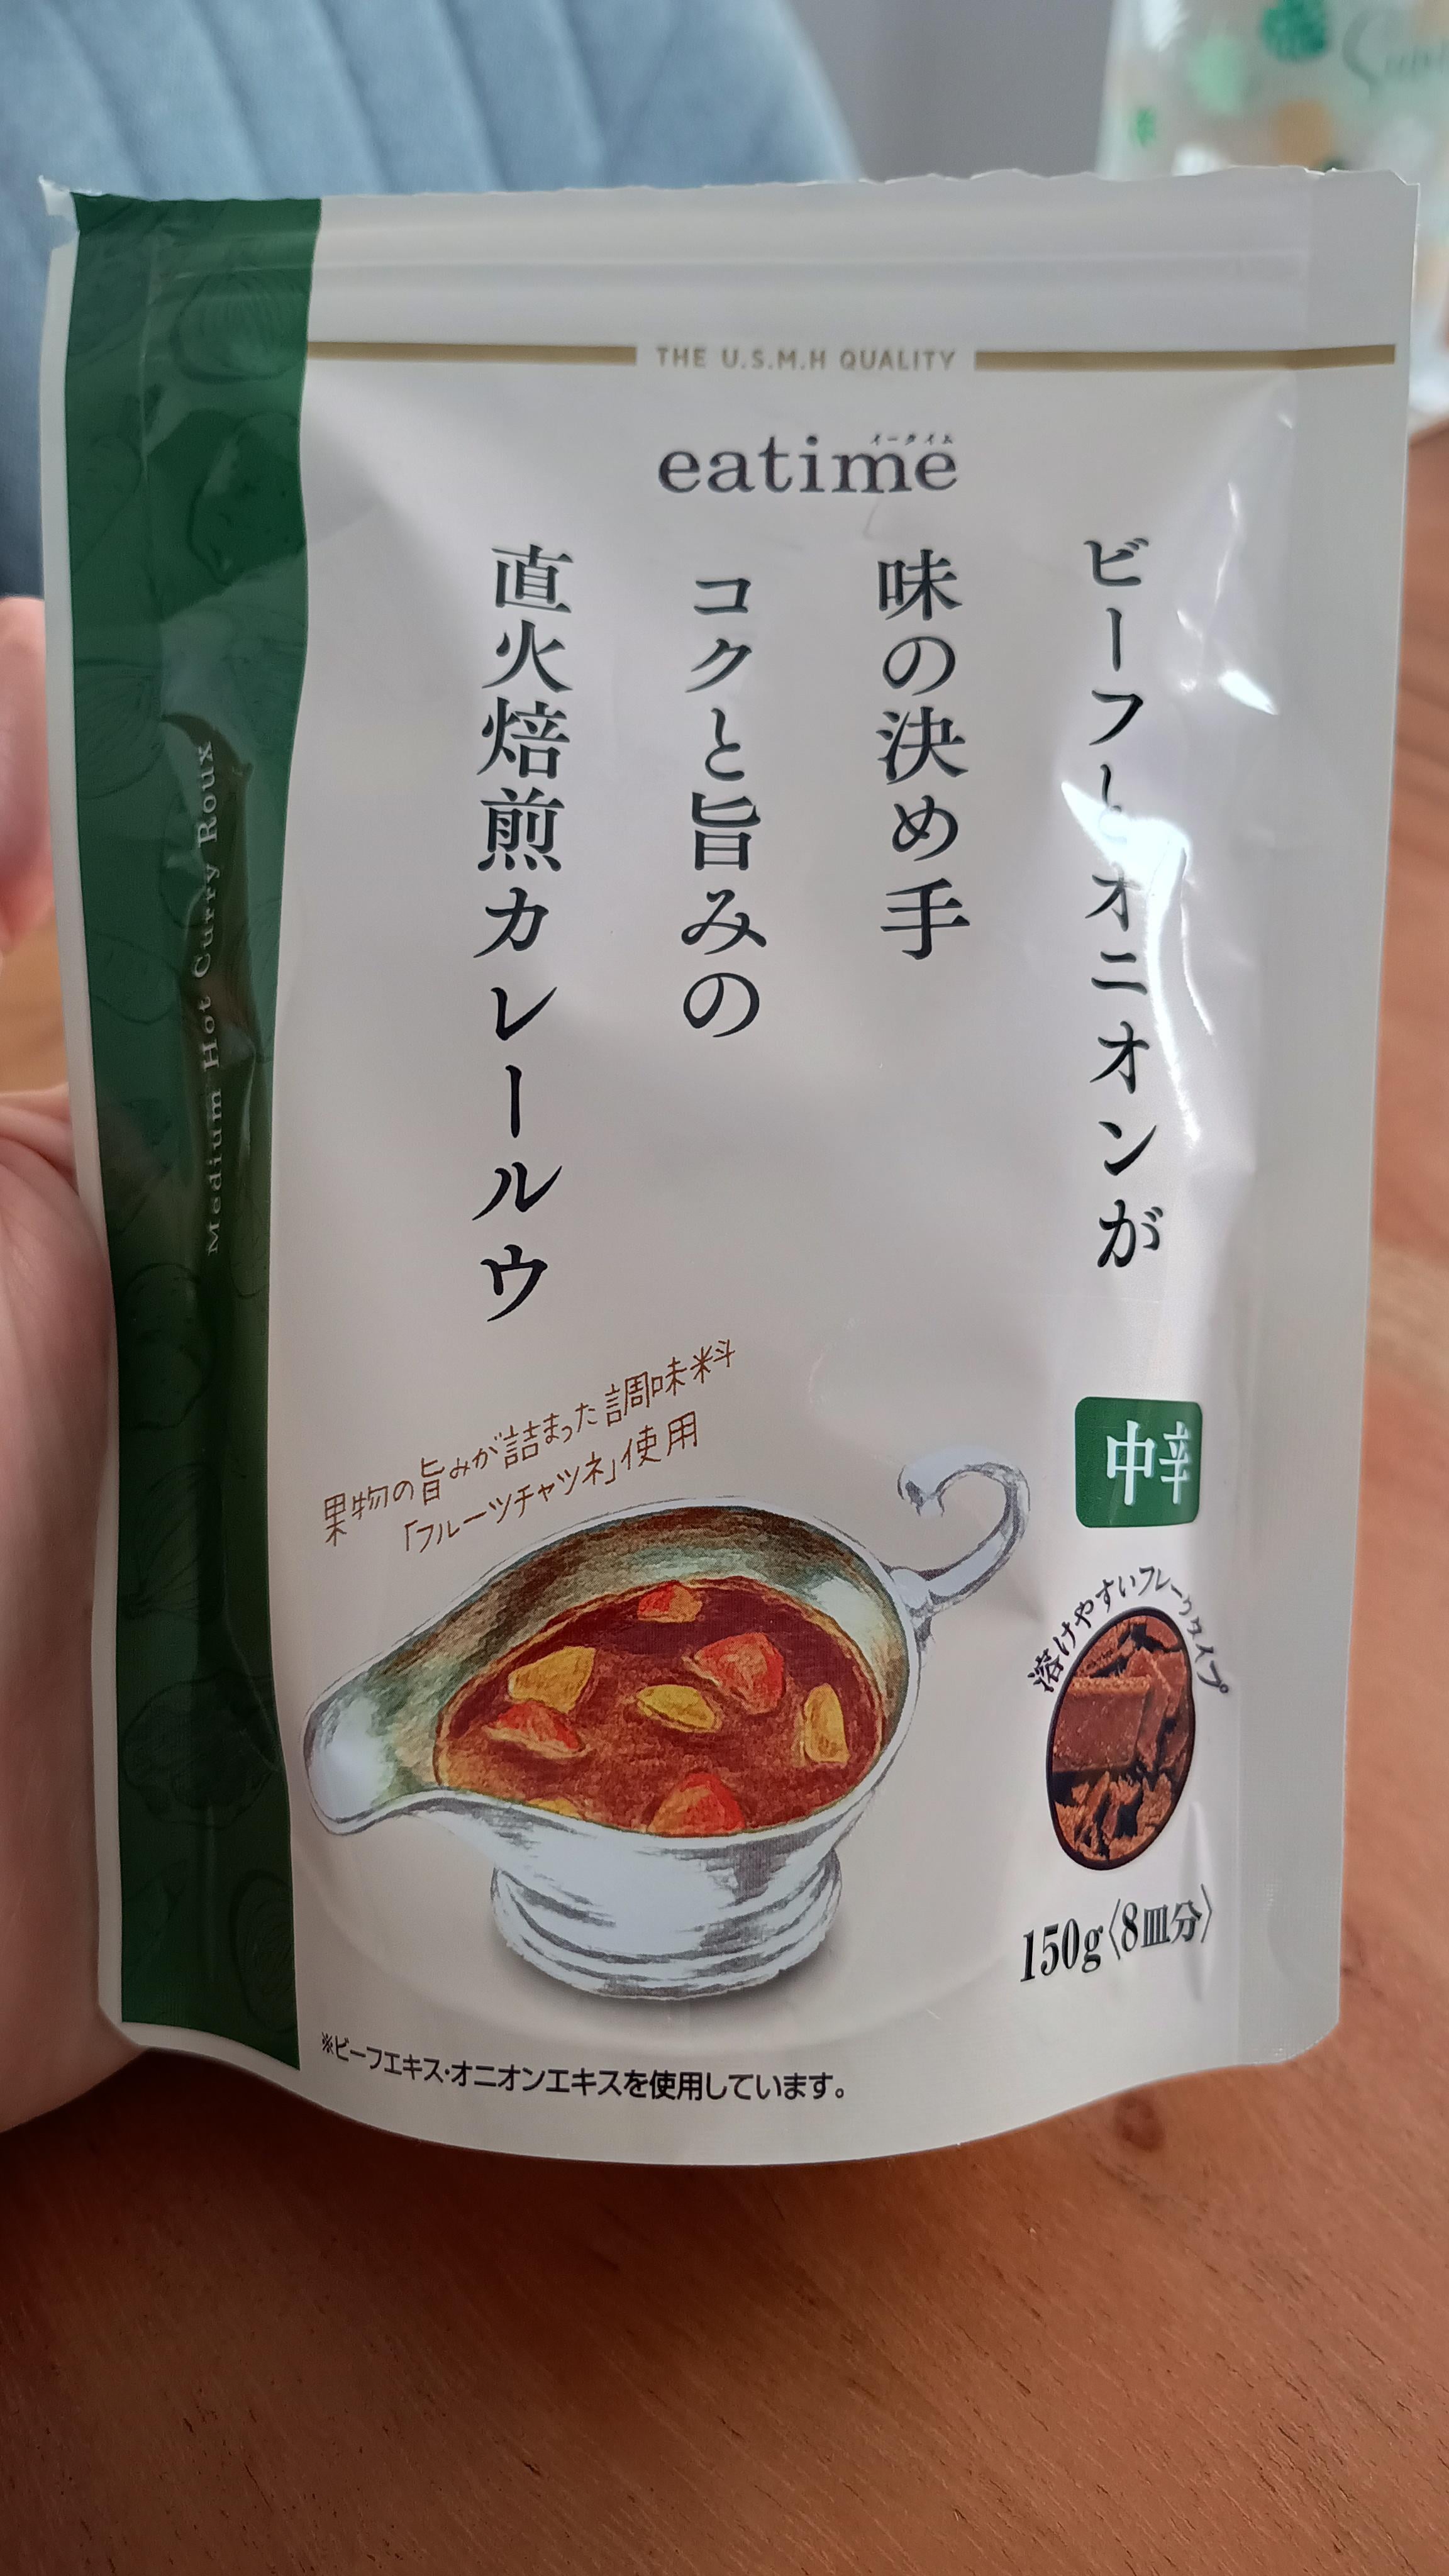 THE U.S.M.H QUALITY
イータイム
eatime
ビーフとオニオンが
味の決め手
コクと旨みの
直火焙煎カレールウ
Medium Hot Curry Roux
果物の旨みが詰まった調味料
「フルーツチャツネ」使用
中辛
溶けやすいフレークタイプ
150g〈8皿分〉
※ビーフエキス・オニオンエキスを使用しています。